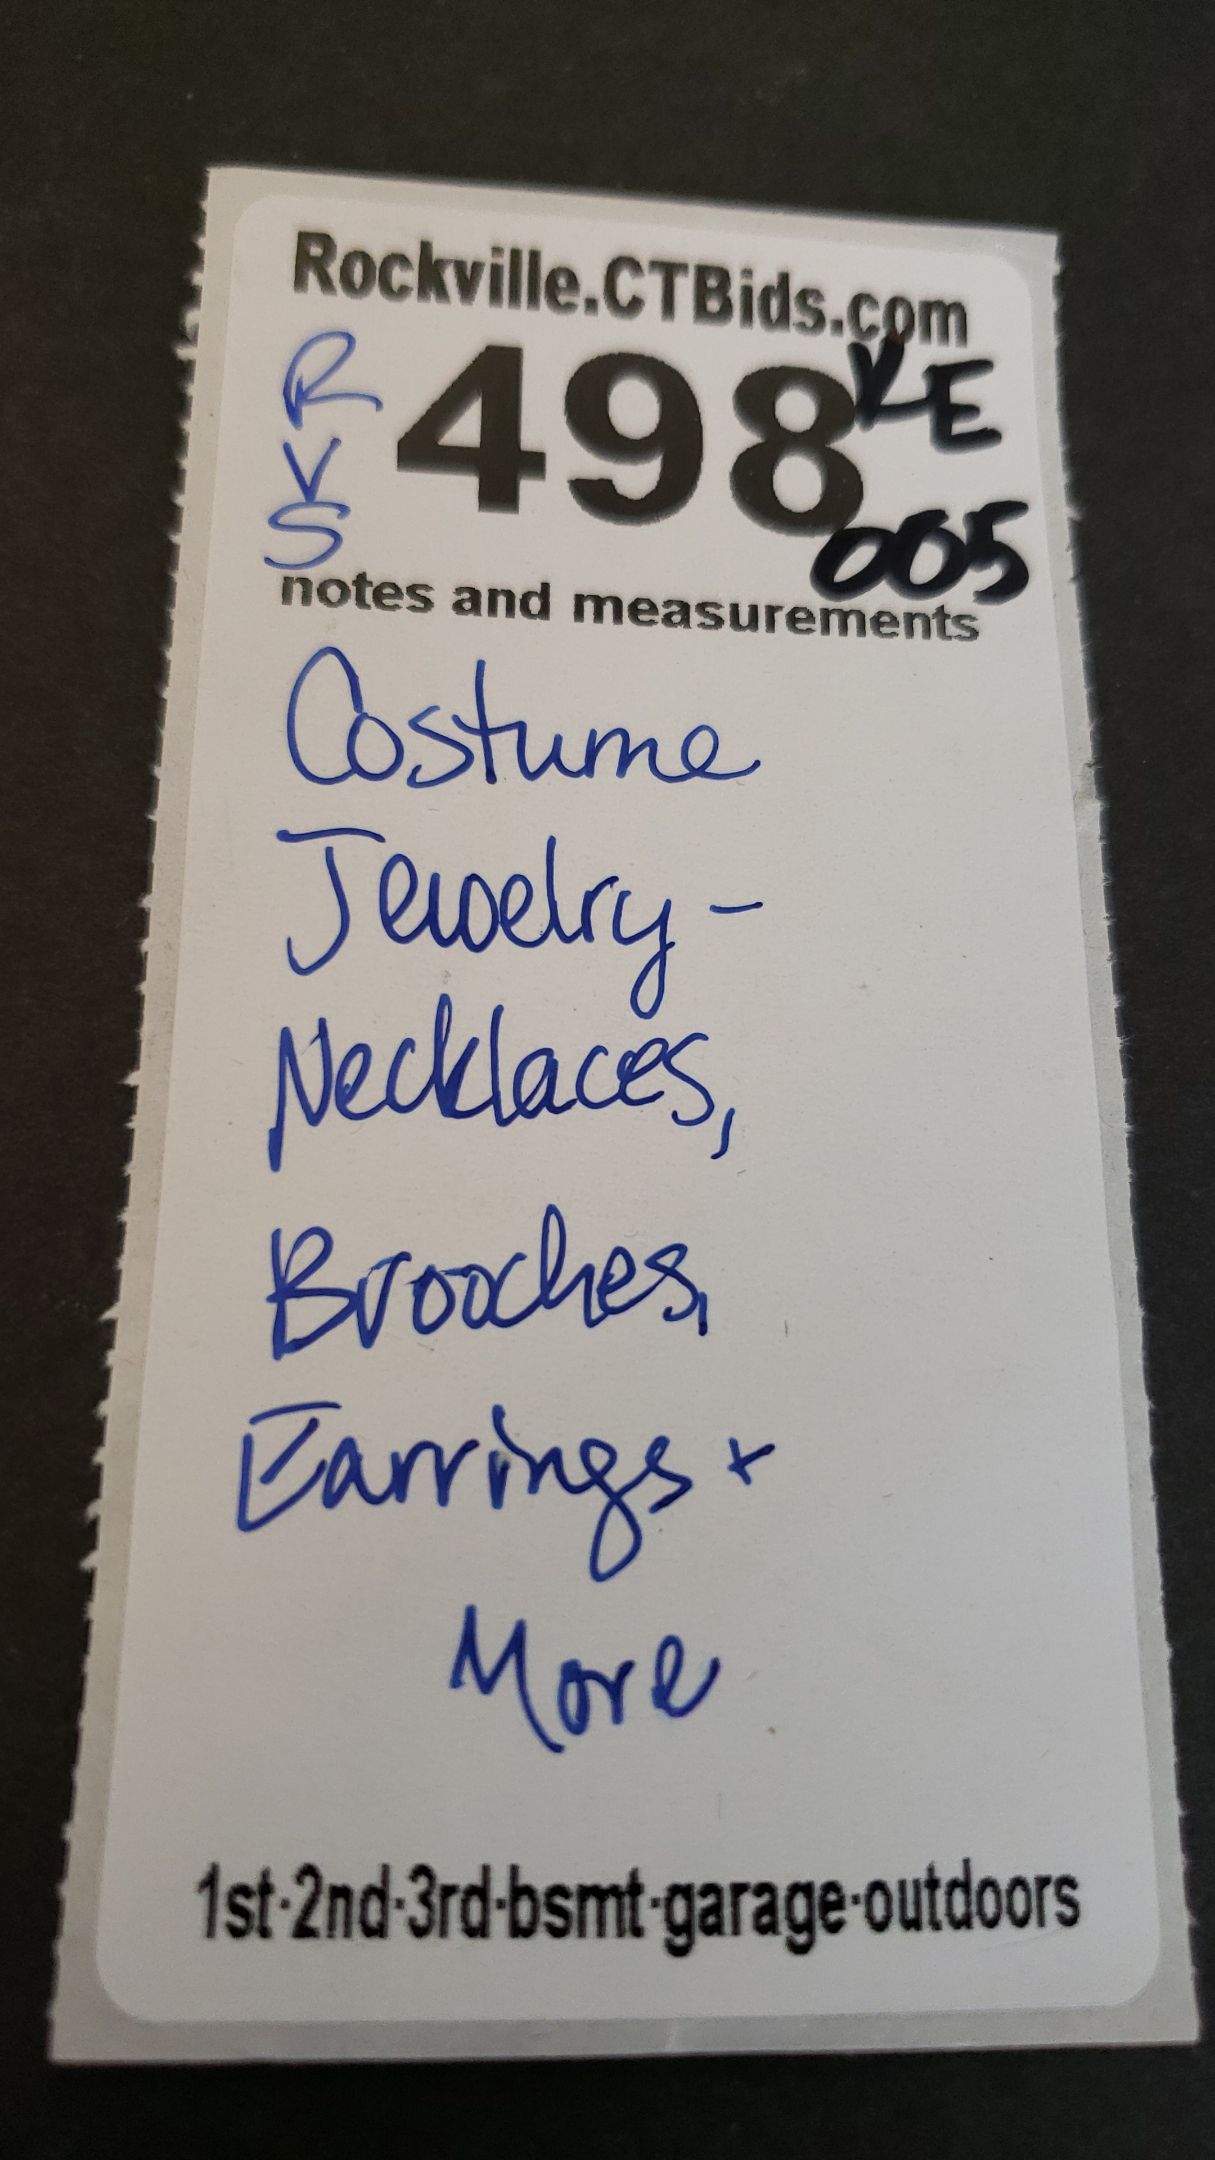 Rockville.CTBids.com
R
V
S
498
KE
005
notes and measurements
Costume
Jewelry -
Necklaces,
Brooches,
Earrings +
More
1st·2nd·3rd·bsmt·garage·outdoors